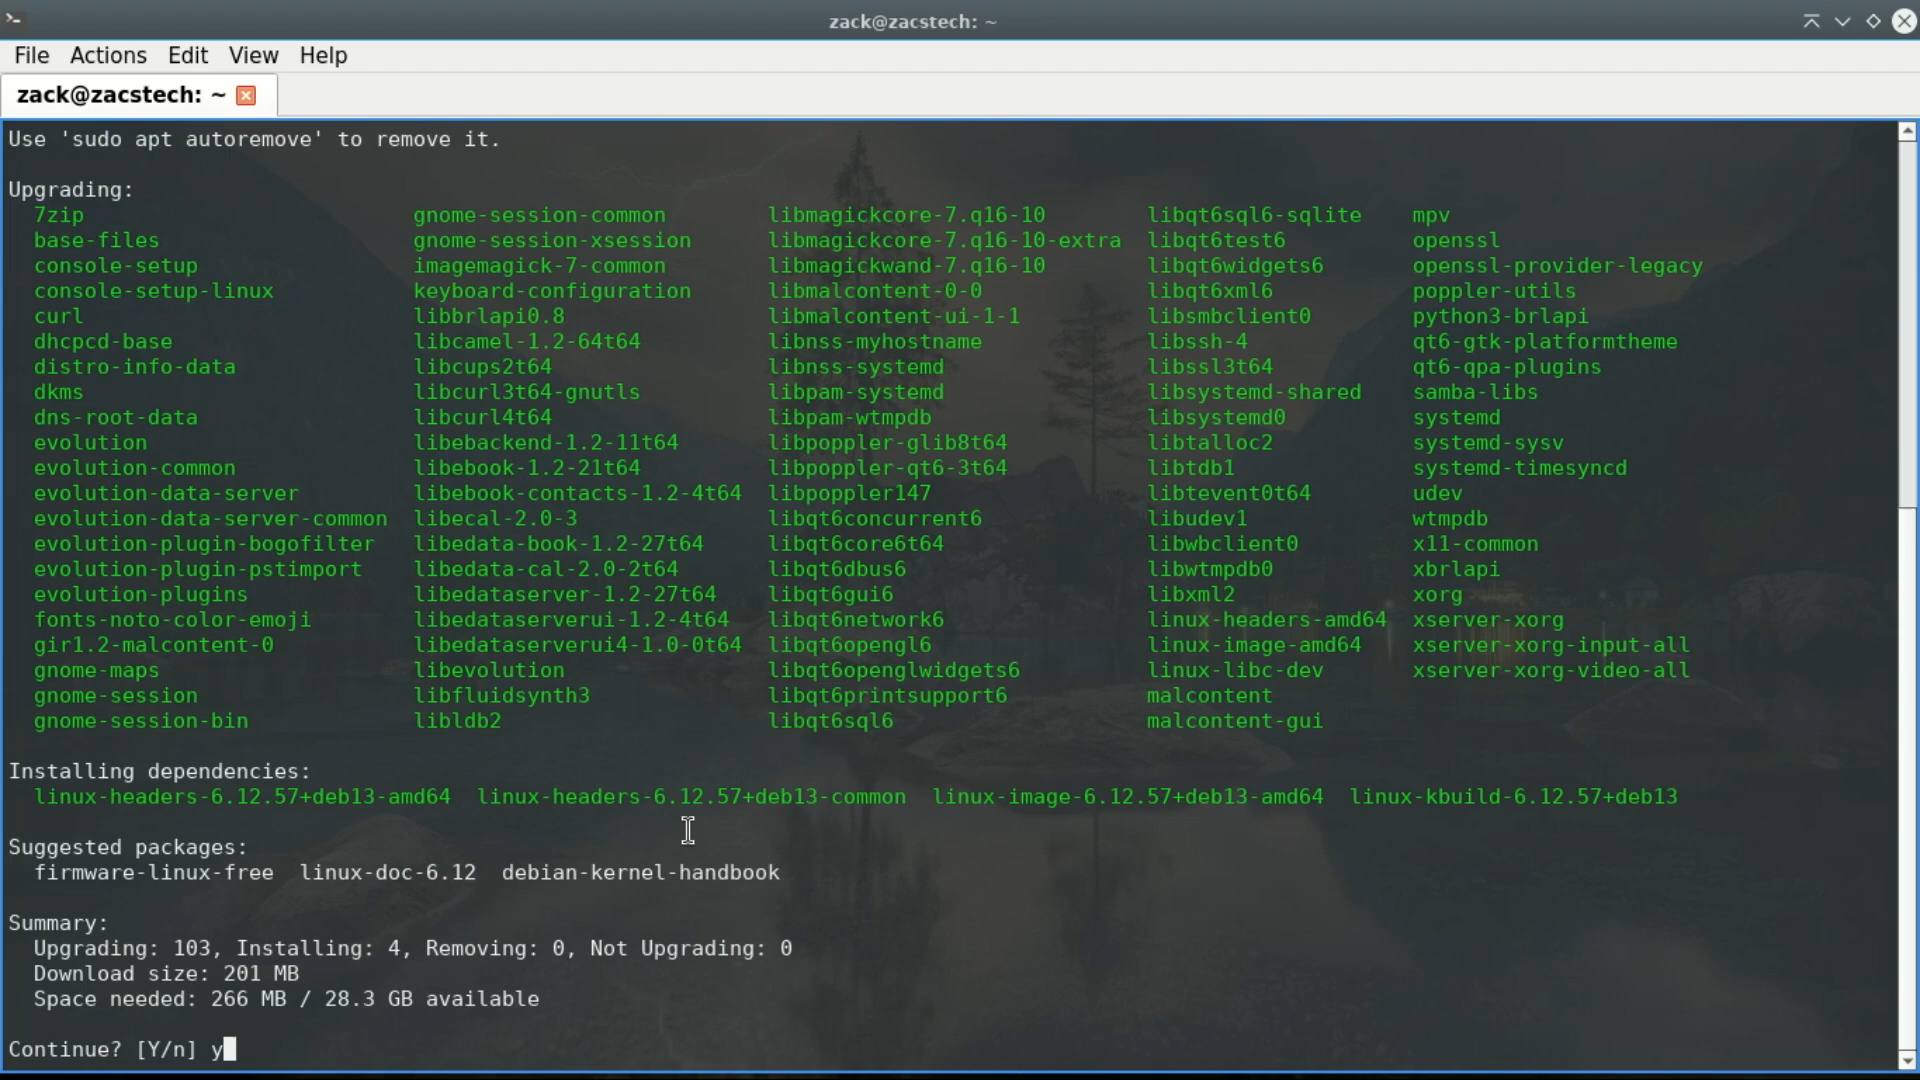 zack@zacstech: ~
File Actions Edit View Help
zack@zacstech: ~
Use 'sudo apt autoremove' to remove it.
Upgrading:
7zip gnome-session-common libmagickcore-7.q16-10 libqt6sql6-sqlite mpv
base-files gnome-session-xsession libmagickcore-7.q16-10-extra libqt6test6 openssl
console-setup imagemagick-7-common libmagickwand-7.q16-10 libqt6widgets6 openssl-provider-legacy
console-setup-linux keyboard-configuration libmalcontent-0-0 libqt6xml6 poppler-utils
curl libbrlapi0.8 libmalcontent-ui-1-1 libsmbclient0 python3-brlapi
dhcpcd-base libcamel-1.2-64t64 libnss-myhostname libssh-4 qt6-gtk-platformtheme
distro-info-data libcups2t64 libnss-systemd libssl3t64 qt6-qpa-plugins
dkms libcurl3t64-gnutls libpam-systemd libsystemd-shared samba-libs
dns-root-data libcurl4t64 libpam-wtmpdb libsystemd0 systemd
evolution libebackend-1.2-11t64 libpoppler-glib8t64 libtalloc2 systemd-sysv
evolution-common libebook-1.2-21t64 libpoppler-qt6-3t64 libtdb1 systemd-timesyncd
evolution-data-server libebook-contacts-1.2-4t64 libpoppler147 libtevent0t64 udev
evolution-data-server-common libecal-2.0-3 libqt6concurrent6 libudev1 wtmpdb
evolution-plugin-bogofilter libedata-book-1.2-27t64 libqt6core6t64 libwbclient0 x11-common
evolution-plugin-pstimport libedata-cal-2.0-2t64 libqt6dbus6 libwtmpdb0 xbrlapi
evolution-plugins libedataserver-1.2-27t64 libqt6gui6 libxml2 xorg
fonts-noto-color-emoji libedataserverui-1.2-4t64 libqt6network6 linux-headers-amd64 xserver-xorg
gir1.2-malcontent-0 libedataserverui4-1.0-0t64 libqt6opengl6 linux-image-amd64 xserver-xorg-input-all
gnome-maps libevolution libqt6openglwidgets6 linux-libc-dev xserver-xorg-video-all
gnome-session libfluidsynth3 libqt6printsupport6 malcontent
gnome-session-bin libldb2 libqt6sql6 malcontent-gui
Installing dependencies:
linux-headers-6.12.57+deb13-amd64 linux-headers-6.12.57+deb13-common linux-image-6.12.57+deb13-amd64 linux-kbuild-6.12.57+deb13
Suggested packages:
firmware-linux-free linux-doc-6.12 debian-kernel-handbook
Summary:
Upgrading: 103, Installing: 4, Removing: 0, Not Upgrading: 0
Download size: 201 MB
Space needed: 266 MB / 28.3 GB available
Continue? [Y/n] y